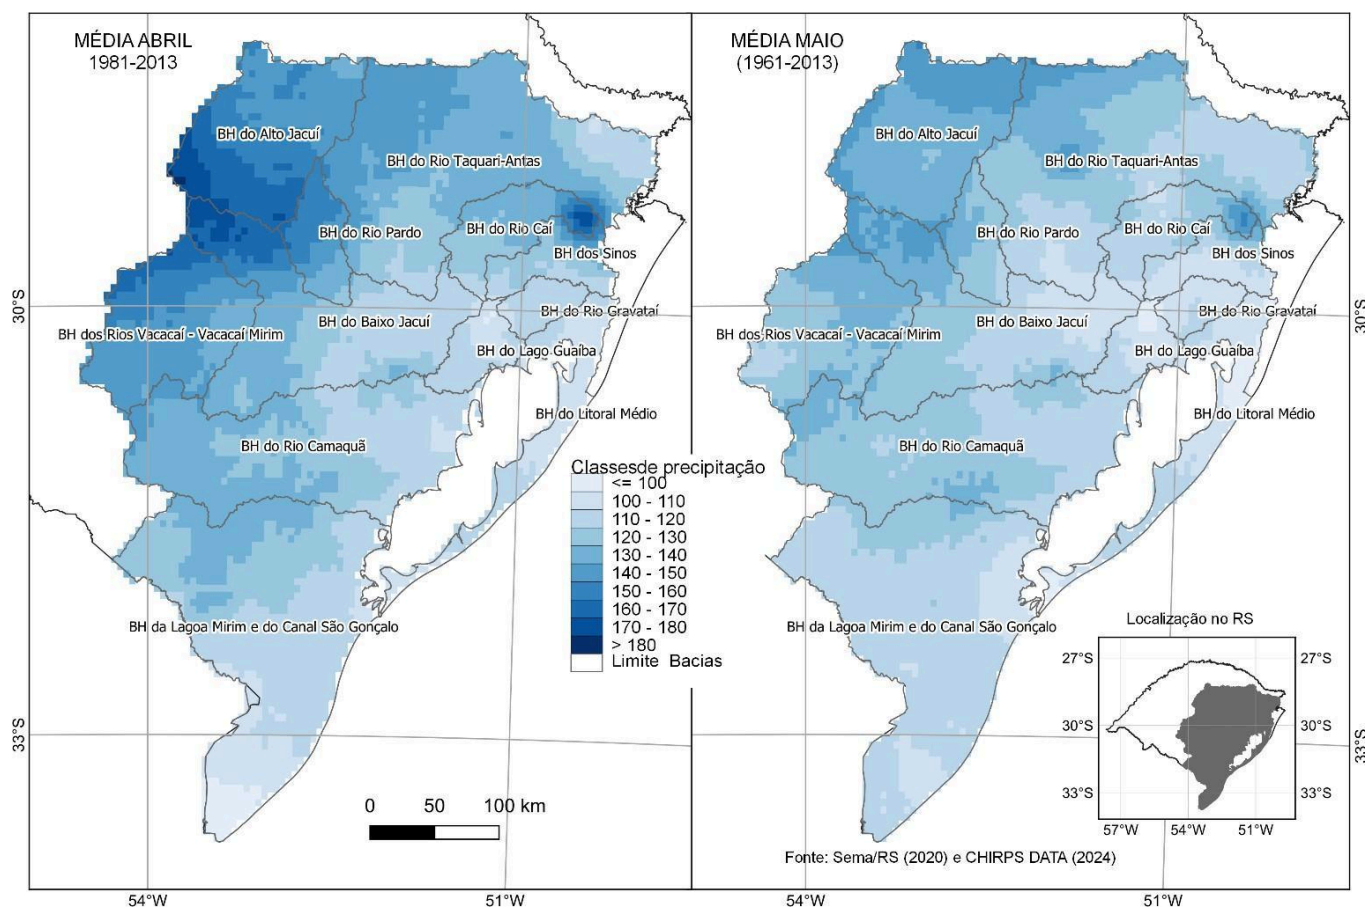 MÉDIA ABRIL
1981-2013
BH do Alto Jacuí
BH do Rio Taquari-Antas
BH do Rio Pardo
BH do Rio Caí
BH dos Sinos
BH do Rio Gravataí
BH do Baixo Jacuí
BH dos Rios Vacacaí - Vacacaí Mirim
BH do Lago Guaíba
BH do Litoral Médio
BH do Rio Camaquã
BH da Lagoa Mirim e do Canal São Gonçalo
30°S
33°S
54°W
51°W
0 50 100 km
Classesde precipitação
<= 100
100 - 110
110 - 120
120 - 130
130 - 140
140 - 150
150 - 160
160 - 170
170 - 180
> 180
Limite Bacias
MÉDIA MAIO
(1961-2013)
BH do Alto Jacuí
BH do Rio Taquari-Antas
BH do Rio Pardo
BH do Rio Caí
BH dos Sinos
BH do Rio Gravataí
BH do Baixo Jacuí
BH dos Rios Vacacaí - Vacacaí Mirim
BH do Lago Guaíba
BH do Litoral Médio
BH do Rio Camaquã
BH da Lagoa Mirim e do Canal São Gonçalo
30°S
33°S
54°W
51°W
Localização no RS
27°S 27°S
30°S 30°S
33°S 33°S
57°W 54°W 51°W
Fonte: Sema/RS (2020) e CHIRPS DATA (2024)